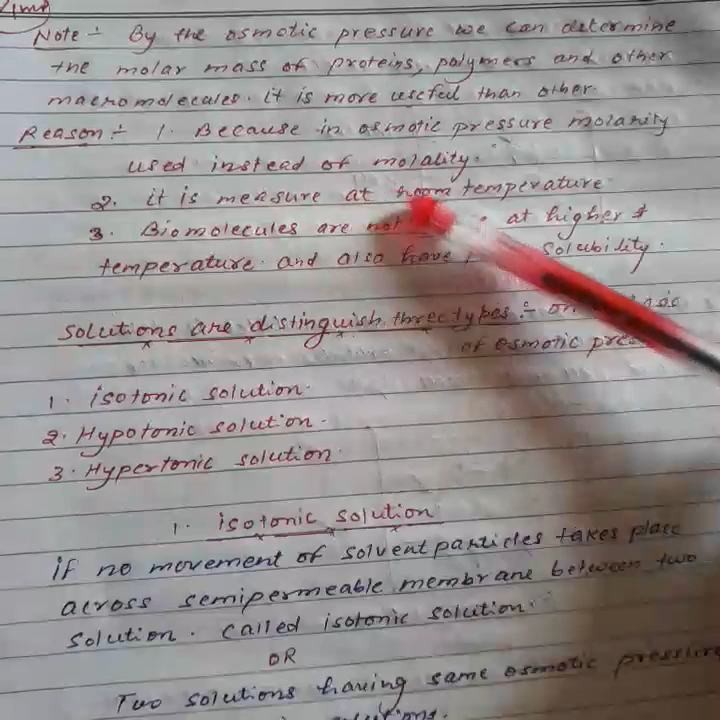 Imp
Note :- By the osmotic pressure we can determine
the molar mass of proteins, polymers and other
macromolecules. it is more useful than other.
Reason :- 1. Because in osmotic pressure molarity
used instead of molality.
2. it is measure at room temperature
3. Biomolecules are not at higher
temperature. and also have solubility.
Solutions are distinguish three types :-
of osmotic
1. isotonic solution.
2. Hypotonic solution.
3. Hypertonic solution.
1. isotonic solution
if no movement of solvent particles takes place
across semipermeable membrane between two
solution. called isotonic solution.
OR
Two solutions having same osmotic pressure